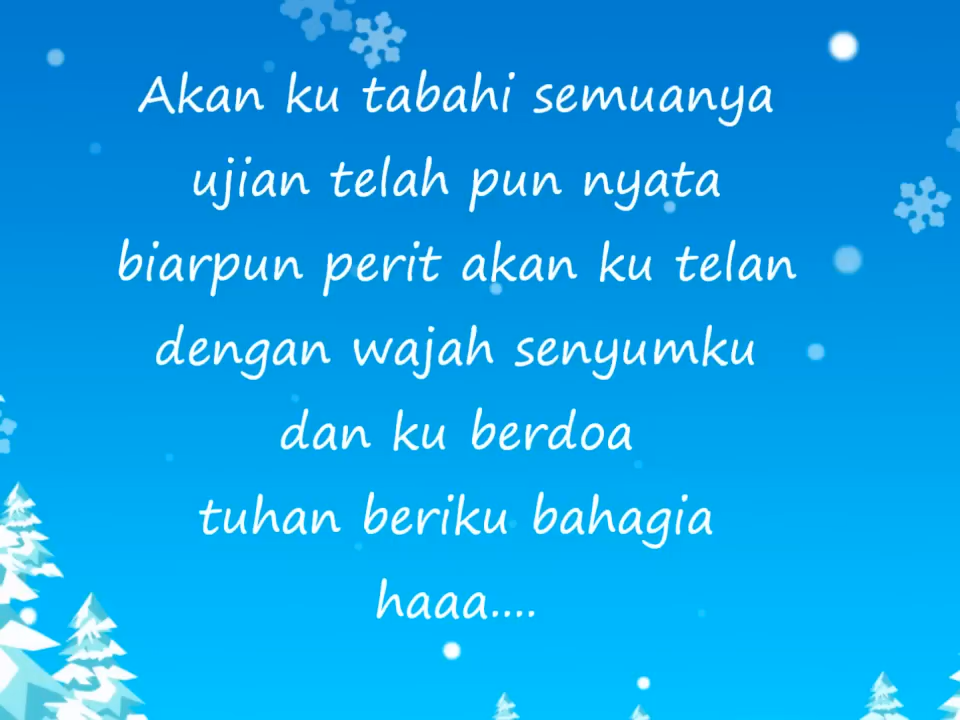 Akan ku tabahi semuanya
ujian telah pun nyata
biarpun perit akan ku telan
dengan wajah senyumku
dan ku berdoa
tuhan beriku bahagia
haaa....